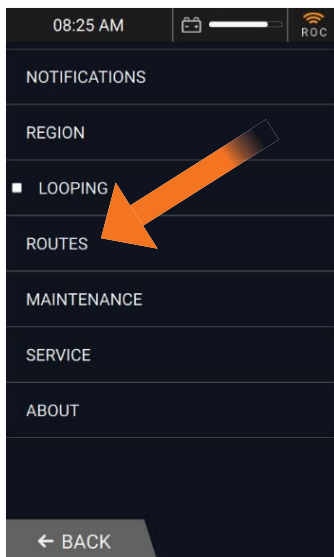 08:25 AM
ROC
NOTIFICATIONS
REGION
LOOPING
ROUTES
MAINTENANCE
SERVICE
ABOUT
← BACK